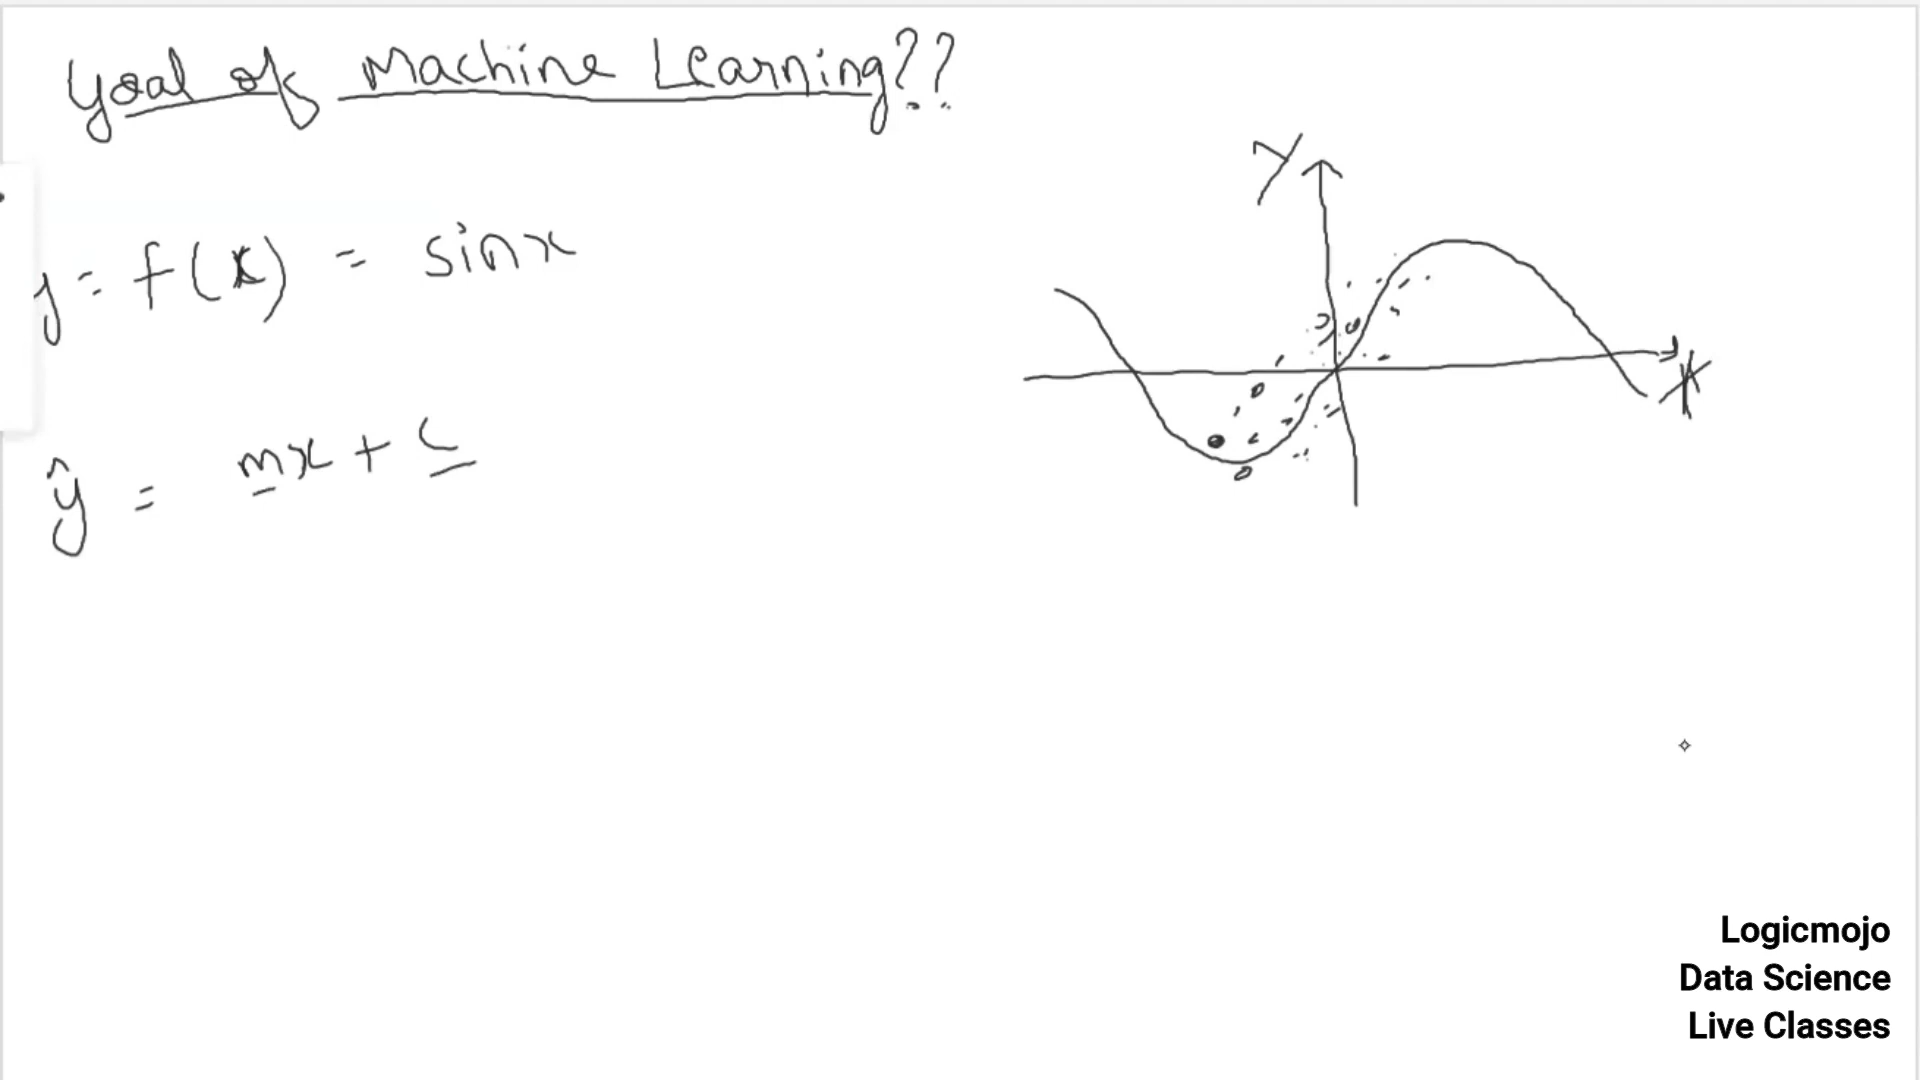 Goal of Machine Learning??
y = f(x) = sinx
ŷ = mx + c
Y
X
Logicmojo
Data Science
Live Classes